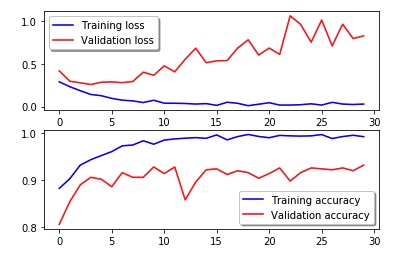 Training loss
Validation loss
1.0
0.5
0.0
0 5 10 15 20 25 30
1.0
0.9
0.8
Training accuracy
Validation accuracy
0 5 10 15 20 25 30